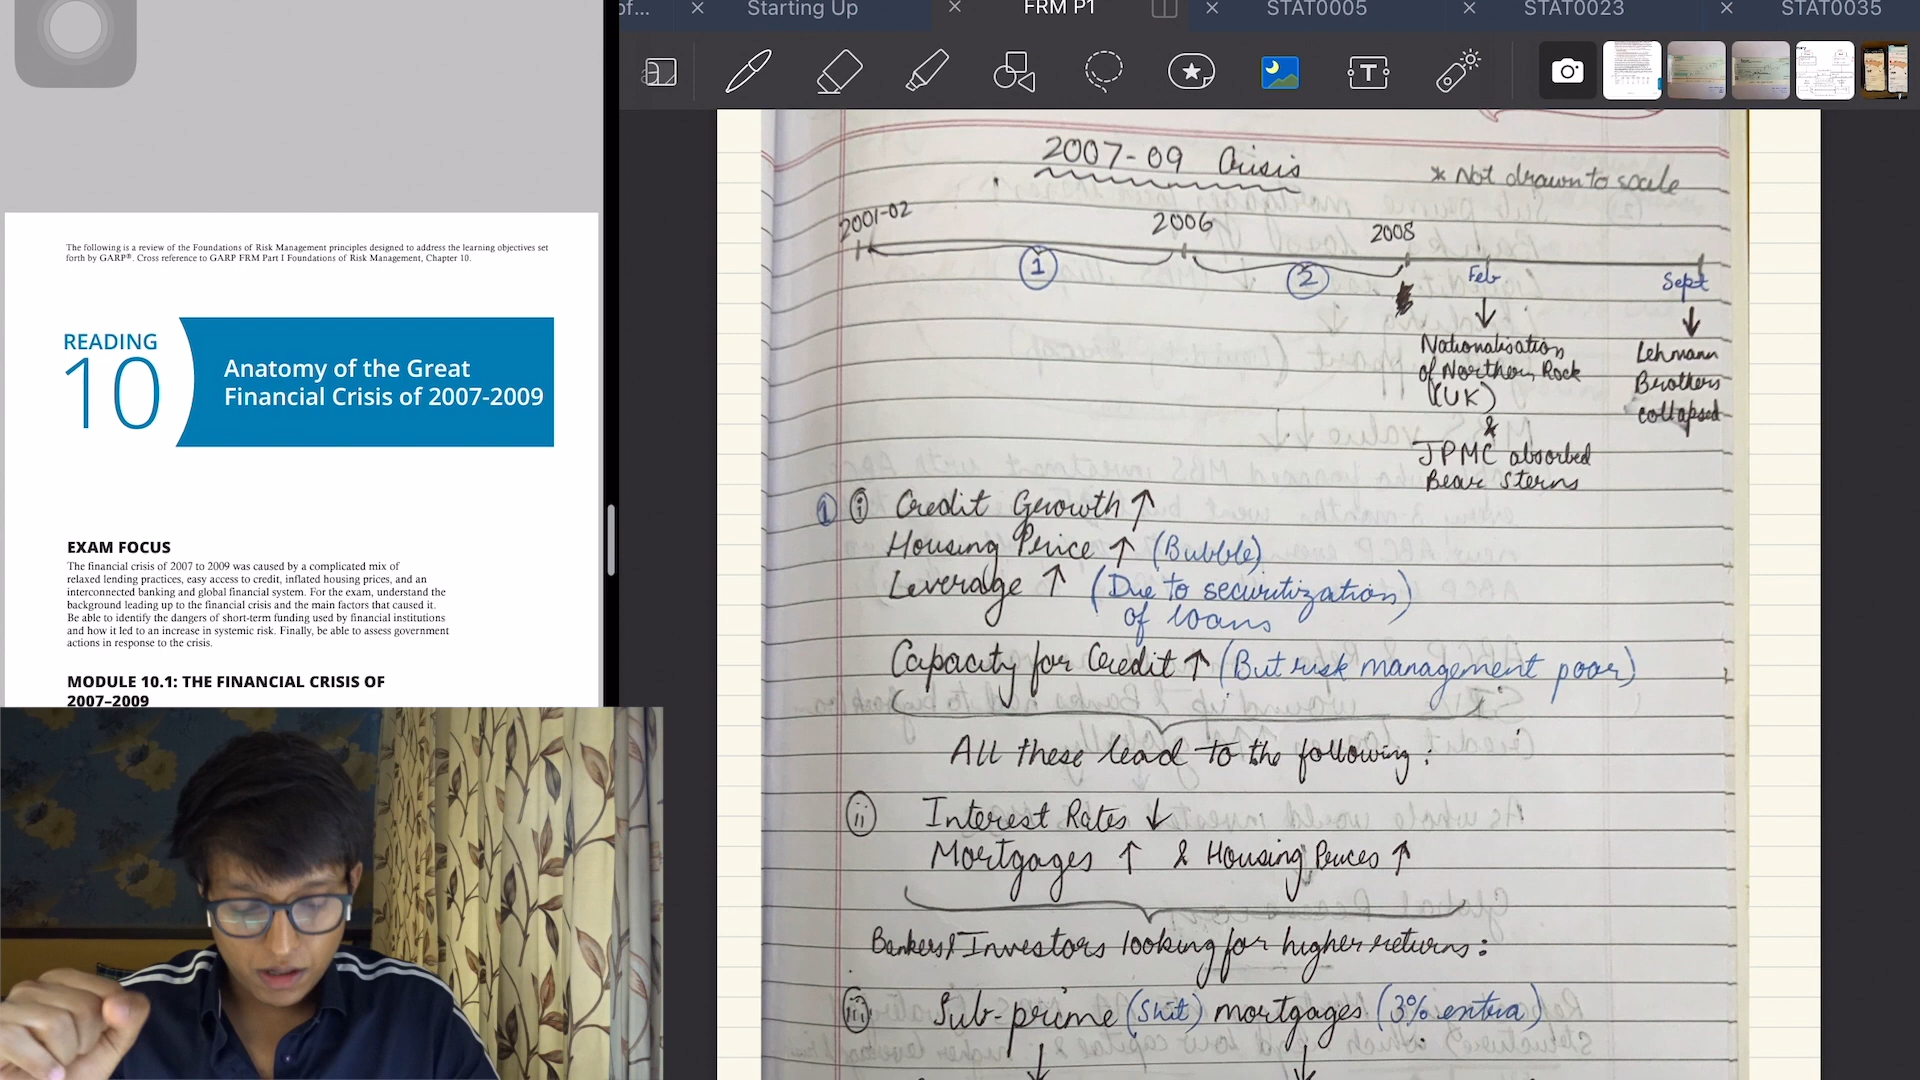 of...
Starting Up
FRM P1
STAT0005
STAT0023
STAT0035
The following is a review of the Foundations of Risk Management principles designed to address the learning objectives set
forth by GARP®. Cross reference to GARP FRM Part I Foundations of Risk Management, Chapter 10.
READING
10
Anatomy of the Great
Financial Crisis of 2007-2009
EXAM FOCUS
The financial crisis of 2007 to 2009 was caused by a complicated mix of
relaxed lending practices, easy access to credit, inflated housing prices, and an
interconnected banking and global financial system. For the exam, understand the
background leading up to the financial crisis and the main factors that caused it.
Be able to identify the dangers of short-term funding used by financial institutions
and how it led to an increase in systemic risk. Finally, be able to assess government
actions in response to the crisis.
MODULE 10.1: THE FINANCIAL CRISIS OF
2007–2009
2007-09 Crisis
* Not drawn to scale
2001-02
2006
2008
1
2
Feb
Sept
Nationalisation
of Northern Rock
(UK)
&
JPMC absorbed
Bear Sterns
Lehmann
Brothers
collapsed
1 i Credit Growth ↑
Housing Price ↑ (Bubble)
Leverage ↑ (Due to securitization
of loans)
Capacity for Credit ↑ (But risk management poor)
All these lead to the following:
ii Interest Rates ↓
Mortgages ↑ & Housing Prices ↑
Bankers & Investors looking for higher returns:
iii Sub-prime (Shit) mortgages (3% extra)